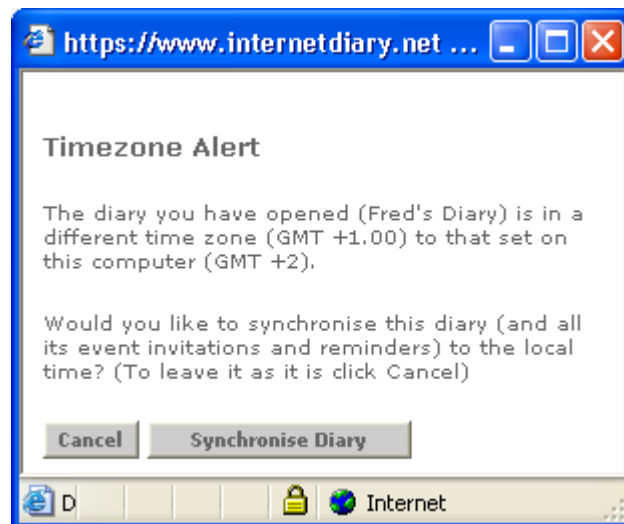 https://www.internetdiary.net ...
Timezone Alert
The diary you have opened (Fred's Diary) is in a
different time zone (GMT +1.00) to that set on
this computer (GMT +2).
Would you like to synchronise this diary (and all
its event invitations and reminders) to the local
time? (To leave it as it is click Cancel)
Cancel Synchronise Diary
D Internet